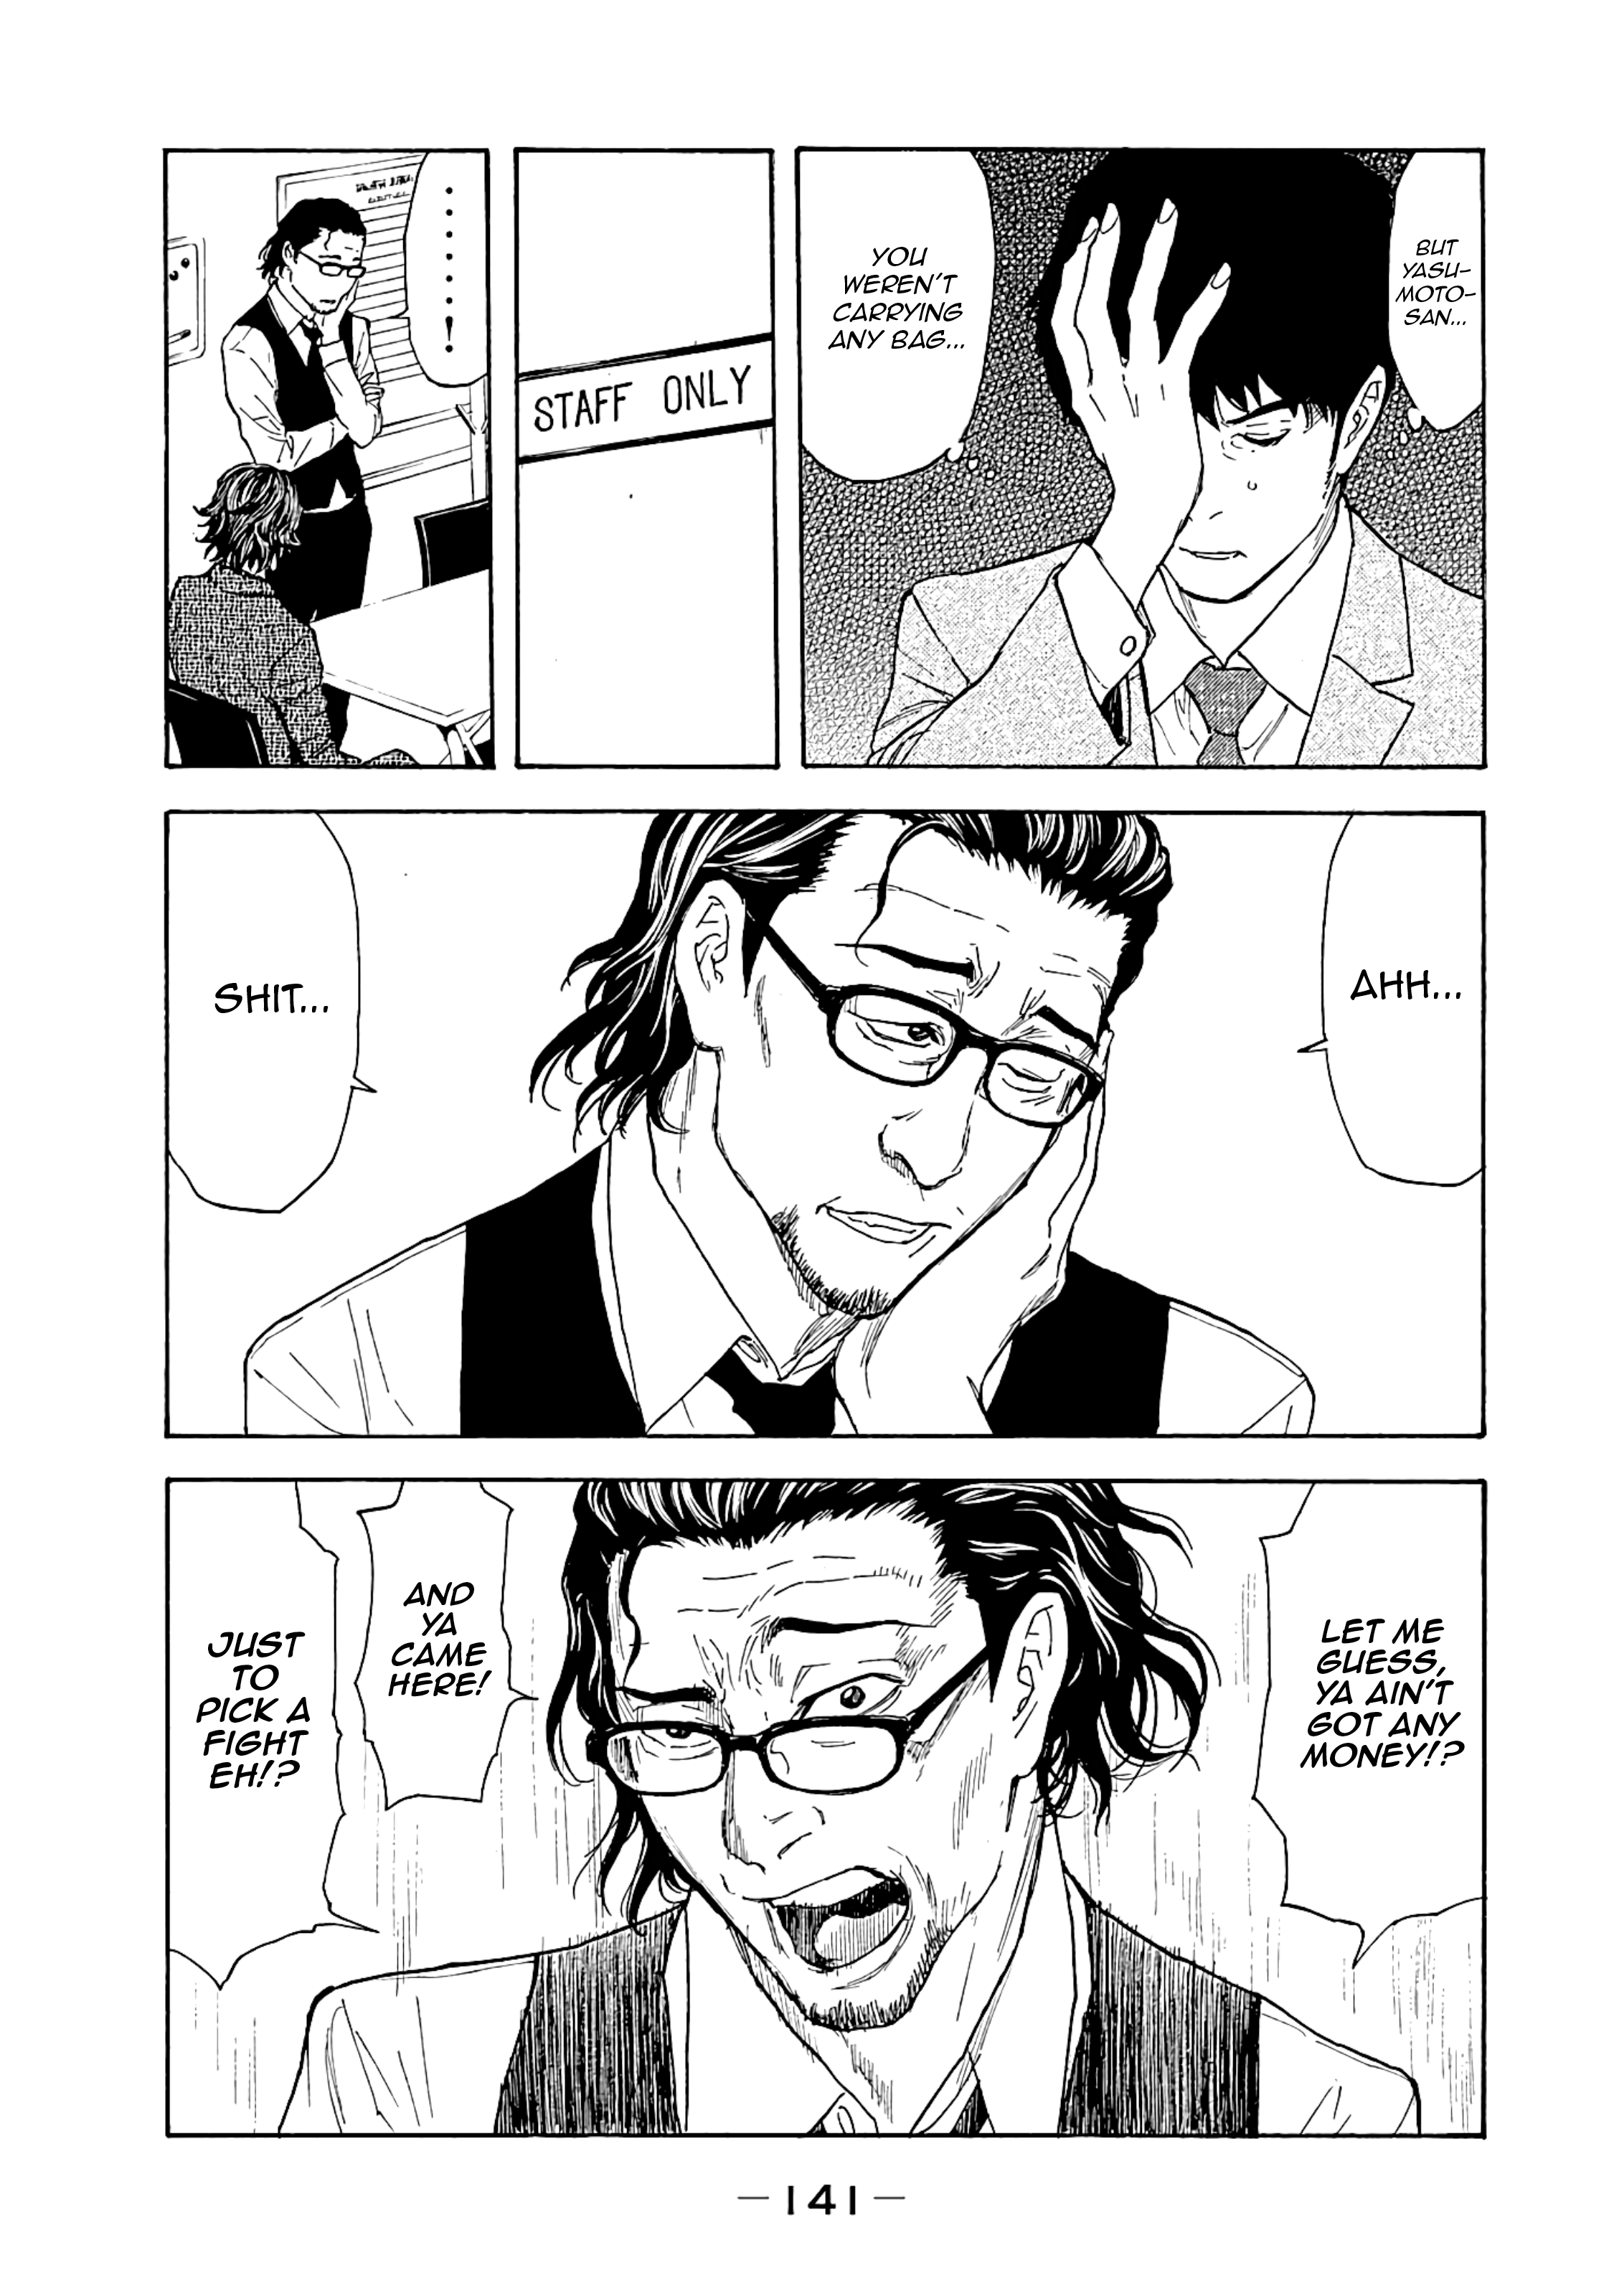 BUT
YASU-
MOTO-
SAN...
YOU
WEREN'T
CARRYING
ANY BAG...
STAFF ONLY
........!
AHH...
SHIT...
LET ME
GUESS,
YA AIN'T
GOT ANY
MONEY!?
AND
YA
CAME
HERE!
JUST
TO
PICK A
FIGHT
EH!?
—141—